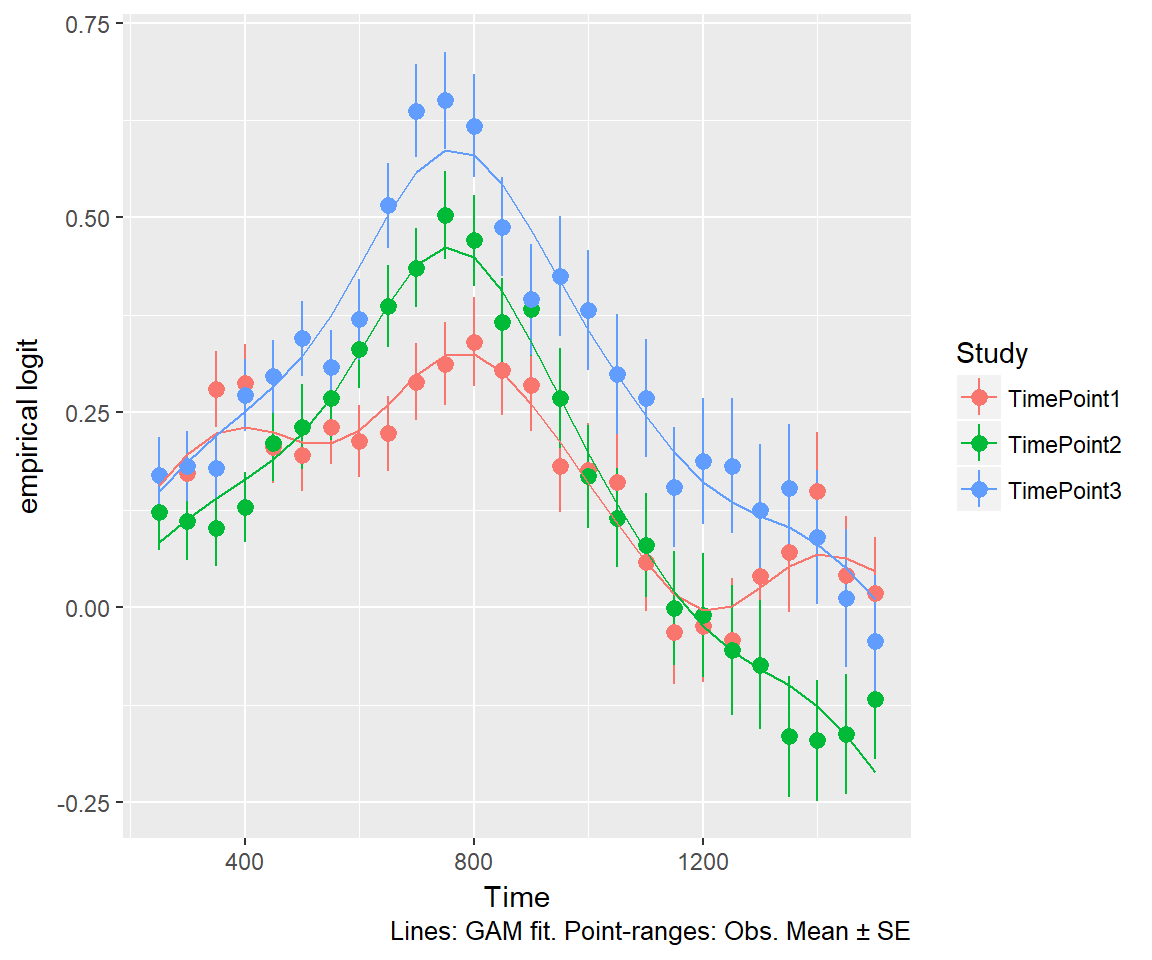 0.75
0.50
0.25
0.00
-0.25
empirical logit
400 800 1200
Time
Lines: GAM fit. Point-ranges: Obs. Mean ± SE
Study
TimePoint1
TimePoint2
TimePoint3